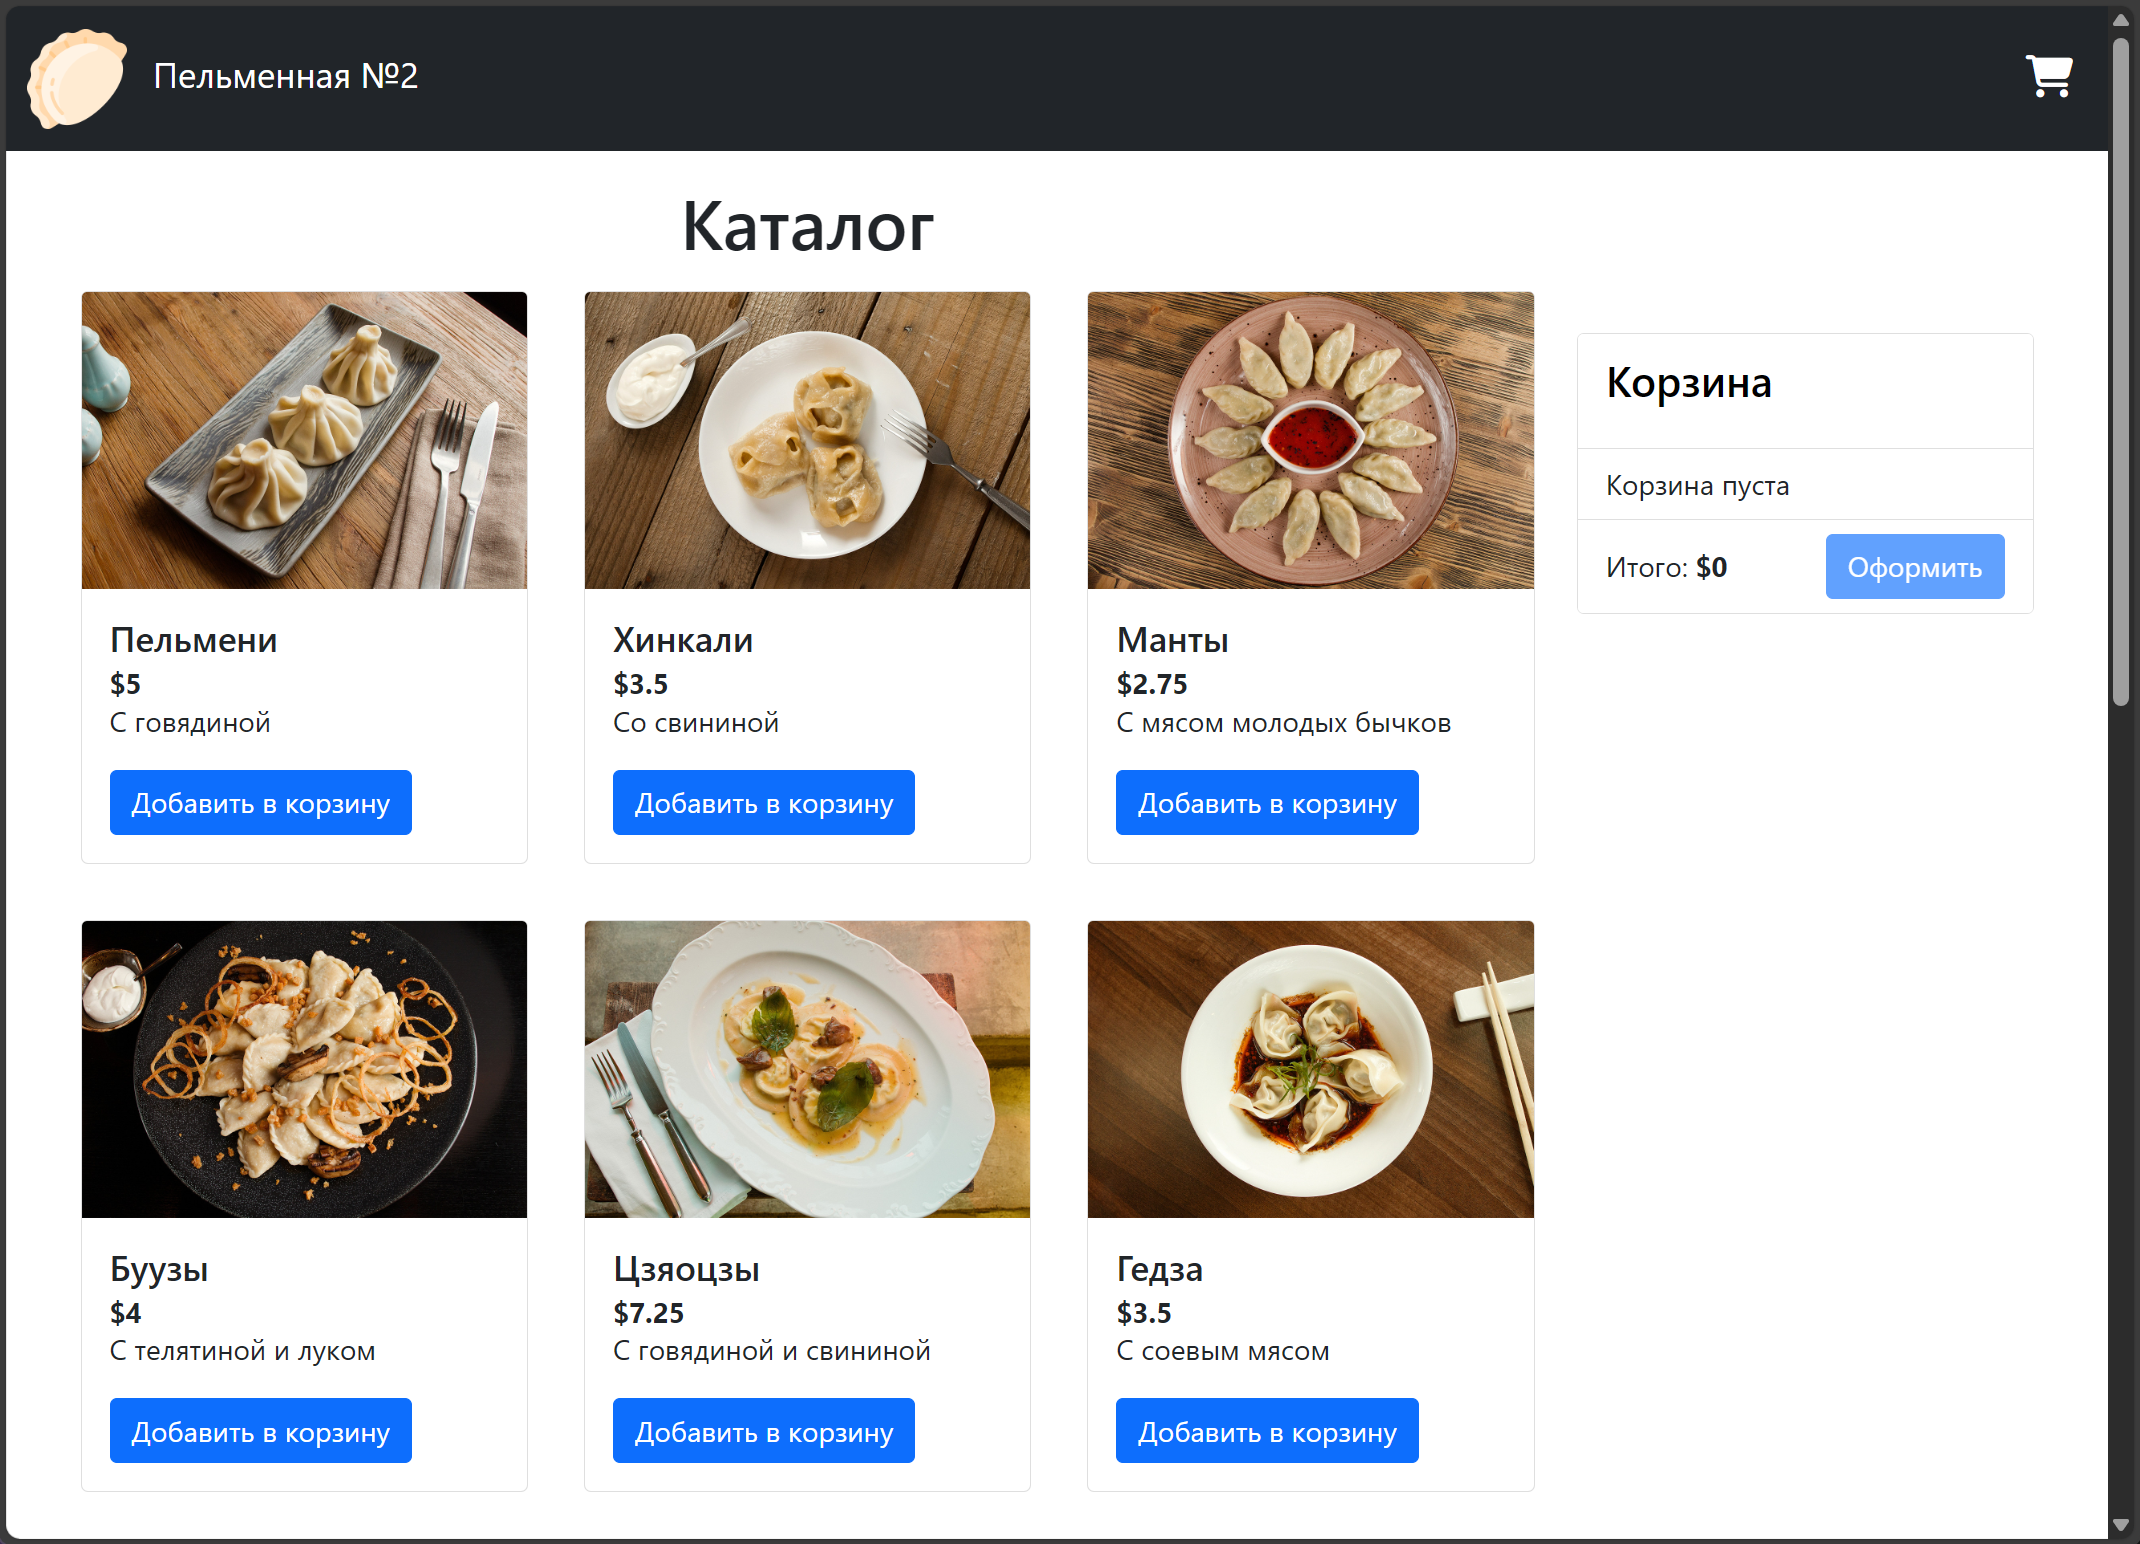 Пельменная №2
Каталог
Пельмени
$5
С говядиной
Добавить в корзину
Хинкали
$3.5
Со свининой
Добавить в корзину
Манты
$2.75
С мясом молодых бычков
Добавить в корзину
Корзина
Корзина пуста
Итого: $0
Оформить
Буузы
$4
С телятиной и луком
Добавить в корзину
Цзяоцзы
$7.25
С говядиной и свининой
Добавить в корзину
Гедза
$3.5
С соевым мясом
Добавить в корзину